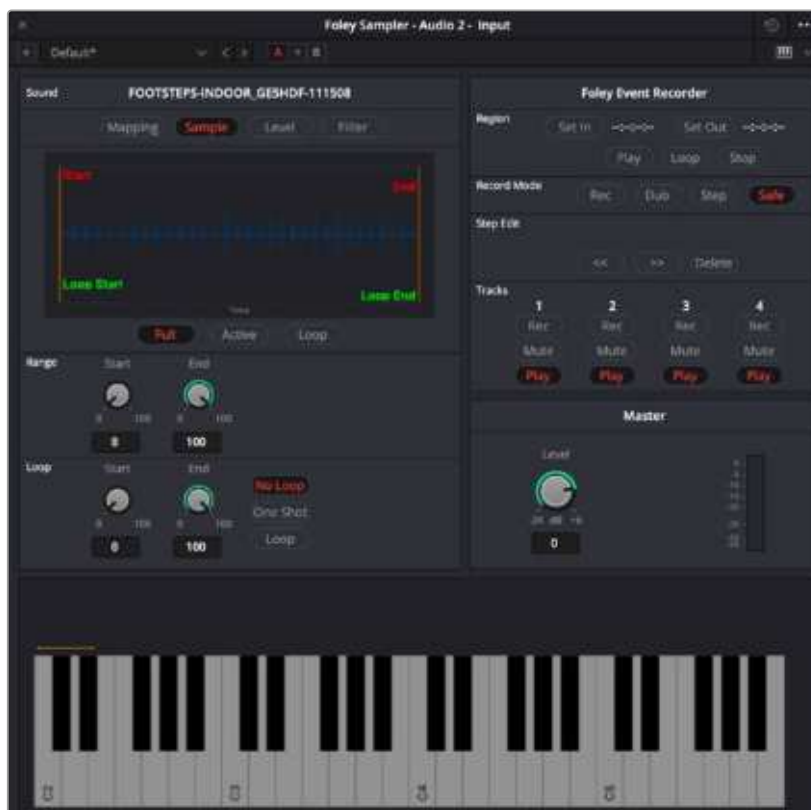 Foley Sampler - Audio 2 - Input
Default*
A
B
Sound
FOOTSTEPS-INDOOR_GESHDF-111508
Mapping Sample Level Filter
Start
End
Loop Start
Loop End
Full Active Loop
Range
Start End
0 100 0 100
0 100
Loop
Start End
0 100 0 100
0 100
No Loop
One Shot
Loop
Foley Event Recorder
Region
Set In --:--:--:-- Set Out --:--:--:--
Play Loop Stop
Record Mode
Rec Dub Step Safe
Step Edit
<< >> Delete
Tracks
1 2 3 4
Rec Rec Rec Rec
Mute Mute Mute Mute
Play Play Play Play
Master
Level
dB
0